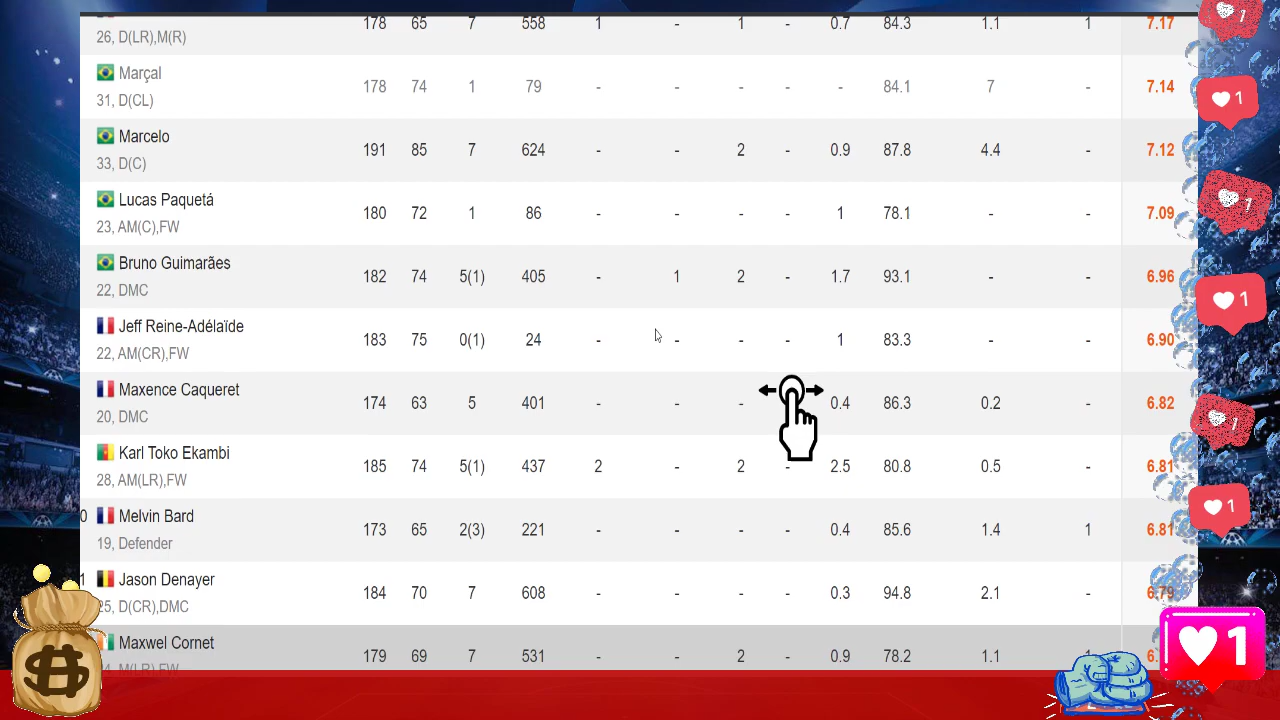 178 65 7 558 1 - 1 - 0.7 84.3 1.1 1 7.17
26, D(LR),M(R)
Marçal 178 74 1 79 - - - - - 84.1 7 - 7.14
31, D(CL)
Marcelo 191 85 7 624 - - 2 - 0.9 87.8 4.4 - 7.12
33, D(C)
Lucas Paquetá 180 72 1 86 - - - - 1 78.1 - - 7.09
23, AM(C),FW
Bruno Guimarães 182 74 5(1) 405 - 1 2 - 1.7 93.1 - - 6.96
22, DMC
Jeff Reine-Adélaïde 183 75 0(1) 24 - - - - 1 83.3 - - 6.90
22, AM(CR),FW
Maxence Caqueret 174 63 5 401 - - - 0.4 86.3 0.2 - 6.82
20, DMC
Karl Toko Ekambi 185 74 5(1) 437 2 - 2 - 2.5 80.8 0.5 - 6.81
28, AM(LR),FW
0 Melvin Bard 173 65 2(3) 221 - - - - 0.4 85.6 1.4 1 6.81
19, Defender
1 Jason Denayer 184 70 7 608 - - - - 0.3 94.8 2.1 - 6.79
25, D(CR),DMC
Maxwel Cornet 179 69 7 531 - - 2 - 0.9 78.2 1.1 1 6.
M(LR),FW
1
1
1
1
1
1
1